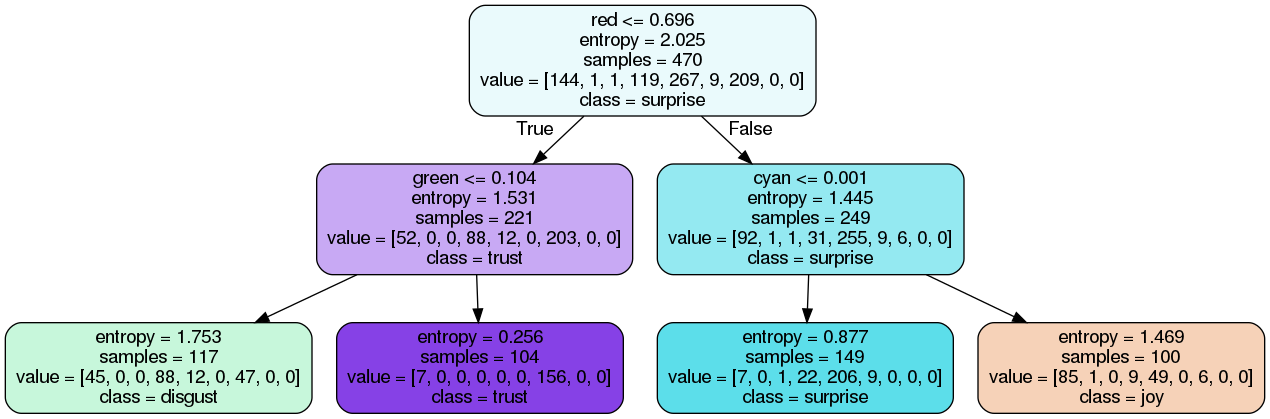 red <= 0.696
entropy = 2.025
samples = 470
value = [144, 1, 1, 119, 267, 9, 209, 0, 0]
class = surprise
True
False
green <= 0.104
entropy = 1.531
samples = 221
value = [52, 0, 0, 88, 12, 0, 203, 0, 0]
class = trust
cyan <= 0.001
entropy = 1.445
samples = 249
value = [92, 1, 1, 31, 255, 9, 6, 0, 0]
class = surprise
entropy = 1.753
samples = 117
value = [45, 0, 0, 88, 12, 0, 47, 0, 0]
class = disgust
entropy = 0.256
samples = 104
value = [7, 0, 0, 0, 0, 0, 156, 0, 0]
class = trust
entropy = 0.877
samples = 149
value = [7, 0, 1, 22, 206, 9, 0, 0, 0]
class = surprise
entropy = 1.469
samples = 100
value = [85, 1, 0, 9, 49, 0, 6, 0, 0]
class = joy